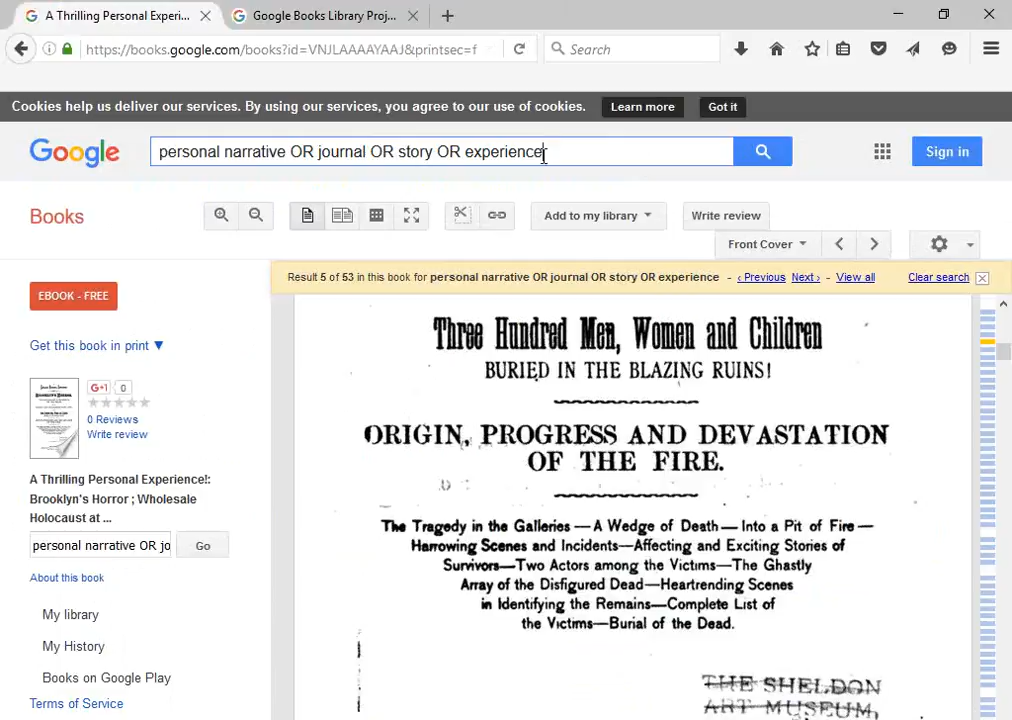 A Thrilling Personal Experi...
Google Books Library Proj...
https://books.google.com/books?id=VNJLAAAAYAAJ&printsec=f
Search
Cookies help us deliver our services. By using our services, you agree to our use of cookies.
Learn more
Got it
Google
personal narrative OR journal OR story OR experience
Sign in
Books
Add to my library
Write review
Front Cover
Result 5 of 53 in this book for personal narrative OR journal OR story OR experience - ‹ Previous Next › - View all
Clear search
EBOOK - FREE
Get this book in print ▼
G+1 0
0 Reviews
Write review
A Thrilling Personal Experience!:
Brooklyn's Horror ; Wholesale
Holocaust at ...
personal narrative OR jo
Go
About this book
My library
My History
Books on Google Play
Terms of Service
Three Hundred Men, Women and Children
BURIED IN THE BLAZING RUINS!
ORIGIN, PROGRESS AND DEVASTATION
OF THE FIRE.
The Tragedy in the Galleries—A Wedge of Death—Into a Pit of Fire—
Harrowing Scenes and Incidents—Affecting and Exciting Stories of
Survivors—Two Actors among the Victims—The Ghastly
Array of the Disfigured Dead—Heartrending Scenes
in Identifying the Remains—Complete List of
the Victims—Burial of the Dead.
THE SHELDON
ART MUSEUM,